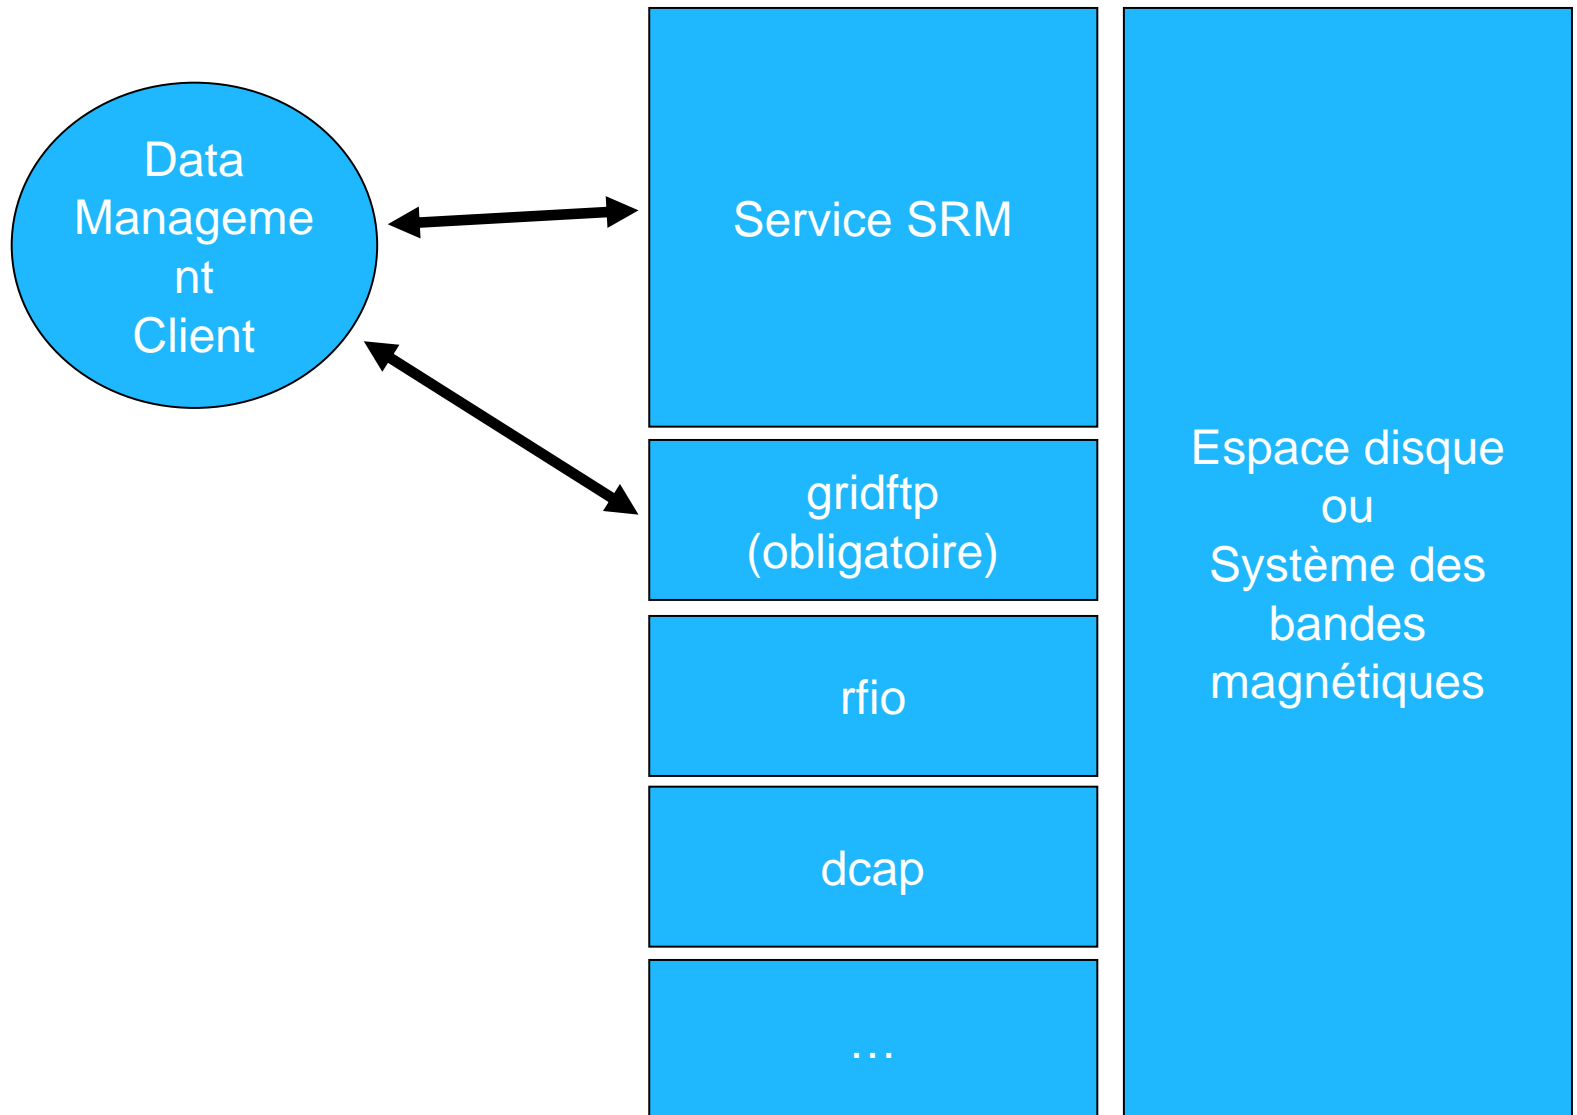 Data
Manageme
nt
Client
Service SRM
gridftp
(obligatoire)
rfio
dcap
…
Espace disque
ou
Système des
bandes
magnétiques